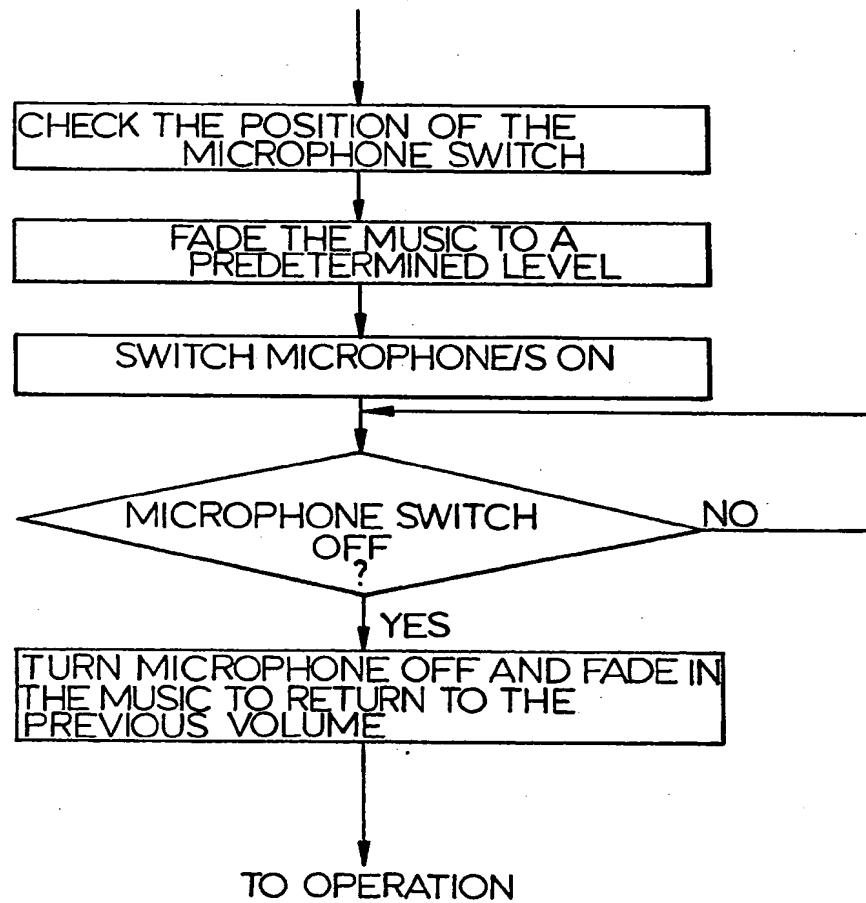 CHECK THE POSITION OF THE
MICROPHONE SWITCH
FADE THE MUSIC TO A
PREDETERMINED LEVEL
SWITCH MICROPHONE/S ON
MICROPHONE SWITCH
OFF
?
NO
YES
TURN MICROPHONE OFF AND FADE IN
THE MUSIC TO RETURN TO THE
PREVIOUS VOLUME
TO OPERATION